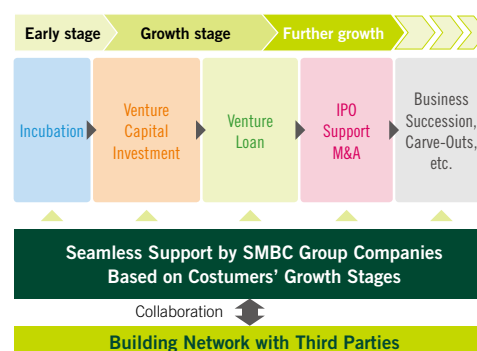 Early stage
Growth stage
Further growth
Incubation
Venture
Capital
Investment
Venture
Loan
IPO
Support
M&A
Business
Succession,
Carve-Outs,
etc.
Seamless Support by SMBC Group Companies
Based on Costumers’ Growth Stages
Collaboration
Building Network with Third Parties